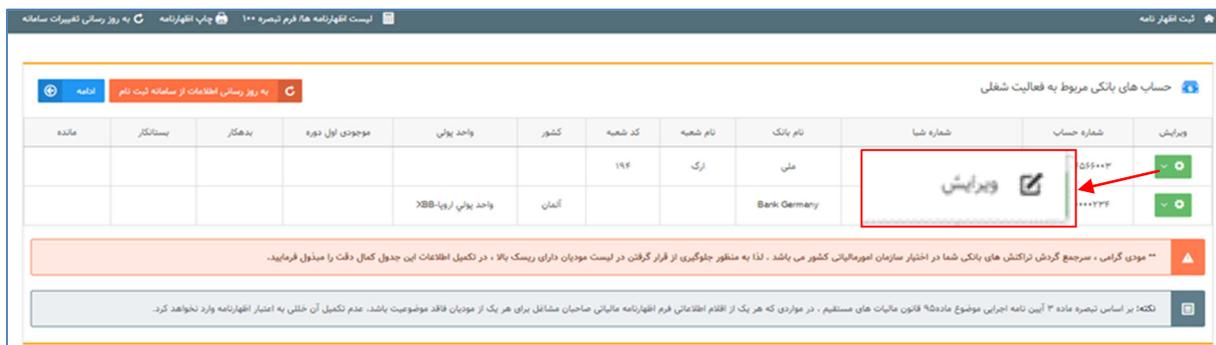 ثبت اظهار نامه
لیست اظهارنامه ها/ فرم تبصره ۱۰۰ چاپ اظهارنامه به روز رسانی تغییرات سامانه
حساب های بانکی مربوط به فعالیت شغلی
به روز رسانی اطلاعات از سامانه ثبت نام ادامه
ویرایش شماره حساب شماره شبا نام بانک نام شعبه کد شعبه کشور واحد پولی موجودی اول دوره بدهکار بستانکار مانده
ملی ارگ ۱۹۴
ویرایش
Bank Germany آلمان واحد پولي اروپا-XBB
** مودی گرامی ، سرجمع گردش تراکنش های بانکی شما در اختیار سازمان امورمالیاتی کشور می باشد ، لذا به منظور جلوگیری از قرار گرفتن در لیست مودیان دارای ریسک بالا ، در تکمیل اطلاعات این جدول کمال دقت را مبذول فرمایید.
نکته: بر اساس تبصره ماده ۳ آیین نامه اجرایی موضوع ماده۹۵ قانون مالیات های مستقیم ، در مواردی که هر یک از اقلام اطلاعاتی فرم اظهارنامه مالیاتی صاحبان مشاغل برای هر یک از مودیان فاقد موضوعیت باشد، عدم تکمیل آن خللی به اعتبار اظهارنامه وارد نخواهد کرد.